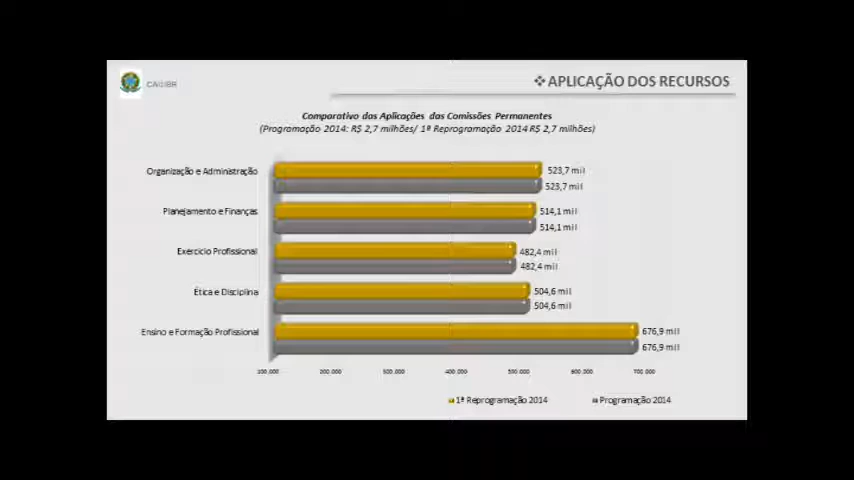 CAU/BR
❖APLICAÇÃO DOS RECURSOS
Comparativo das Aplicações das Comissões Permanentes
(Programação 2014: R$ 2,7 milhões/ 1ª Reprogramação 2014 R$ 2,7 milhões)
Organização e Administração
523,7 mil
523,7 mil
Planejamento e Finanças
514,1 mil
514,1 mil
Exercício Profissional
482,4 mil
482,4 mil
Ética e Disciplina
504,6 mil
504,6 mil
Ensino e Formação Profissional
676,9 mil
676,9 mil
100.000 200.000 300.000 400.000 500.000 600.000 700.000
1ª Reprogramação 2014 Programação 2014